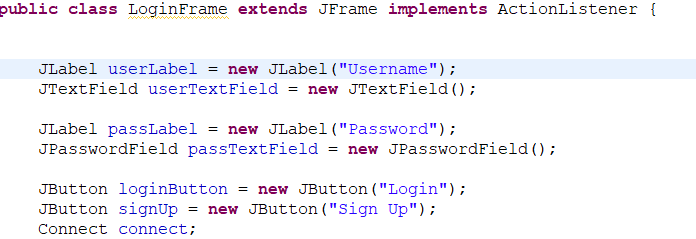 public class LoginFrame extends JFrame implements ActionListener {
JLabel userLabel = new JLabel("Username");
JTextField userTextField = new JTextField();
JLabel passLabel = new JLabel("Password");
JPasswordField passTextField = new JPasswordField();
JButton loginButton = new JButton("Login");
JButton signUp = new JButton("Sign Up");
Connect connect;